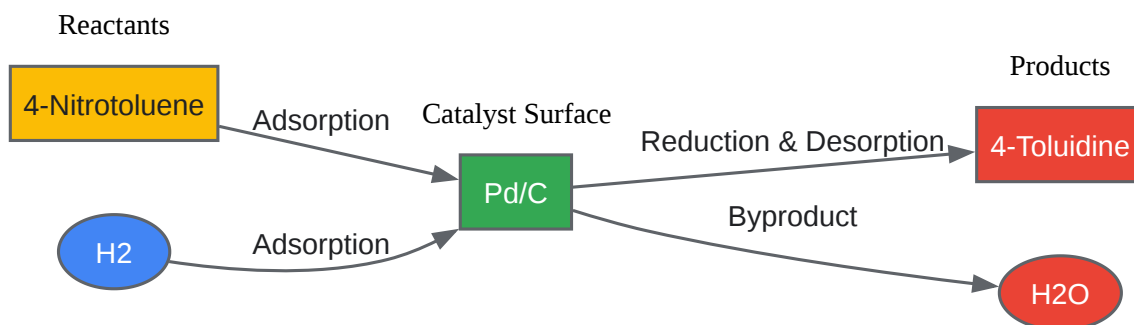 Reactants
Products
4-Nitrotoluene
Adsorption
Catalyst Surface
Reduction & Desorption
4-Toluidine
Pd/C
Byproduct
H2
Adsorption
H2O